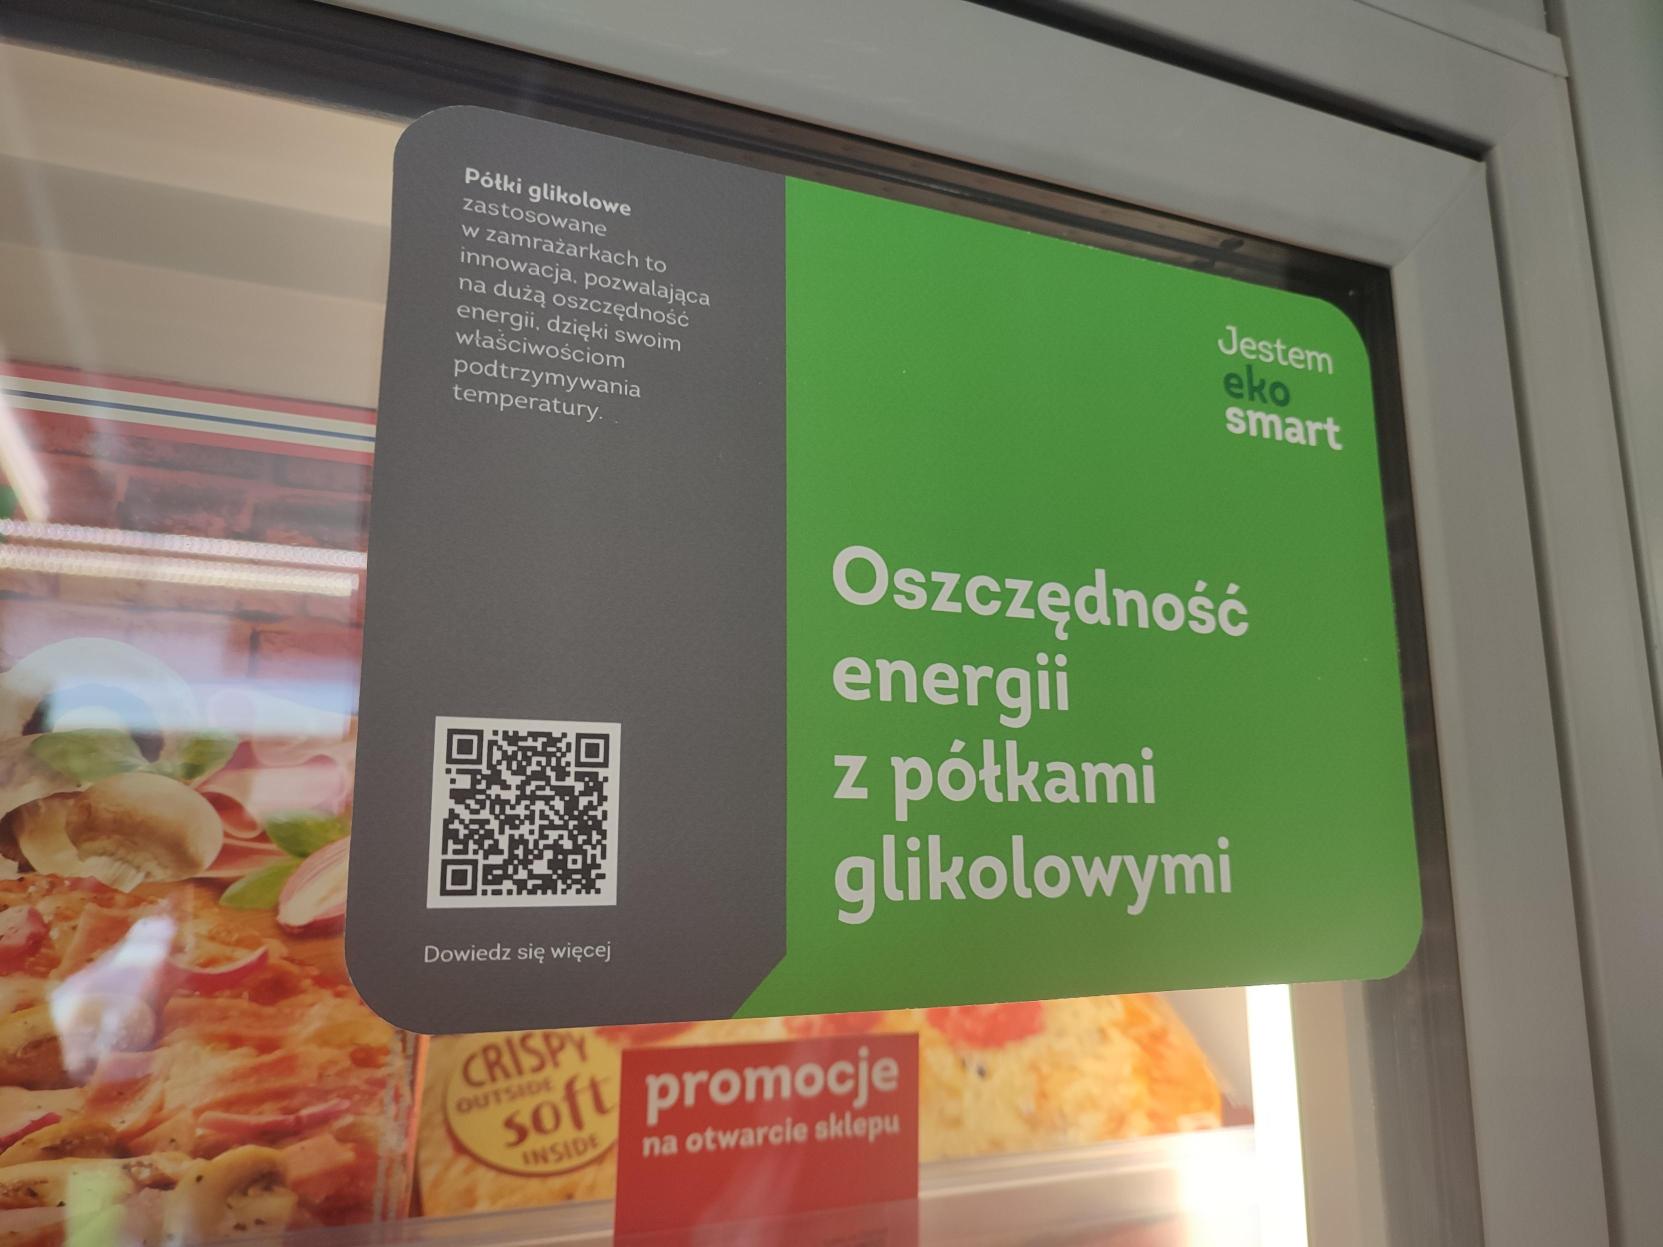 Półki glikolowe
zastosowane
w zamrażarkach to
innowacja, pozwalająca
na dużą oszczędność
energii, dzięki swoim
właściwościom
podtrzymywania
temperatury.
Dowiedz się więcej
Jestem
eko
smart
Oszczędność
energii
z półkami
glikolowymi
CRISPY
OUTSIDE
soft
INSIDE
promocje
na otwarcie sklepu